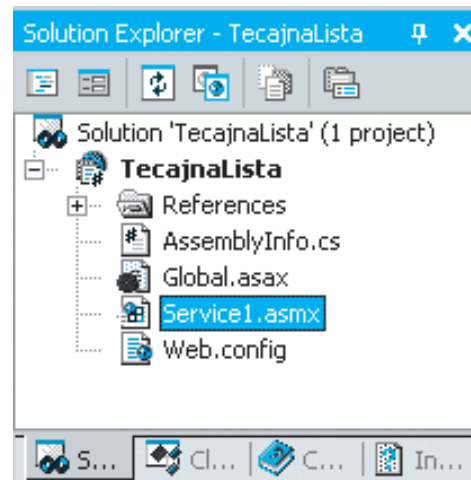 Solution Explorer - TecajnaLista
Solution 'TecajnaLista' (1 project)
TecajnaLista
References
AssemblyInfo.cs
Global.asax
Service1.asmx
Web.config
S... Cl... C... In...